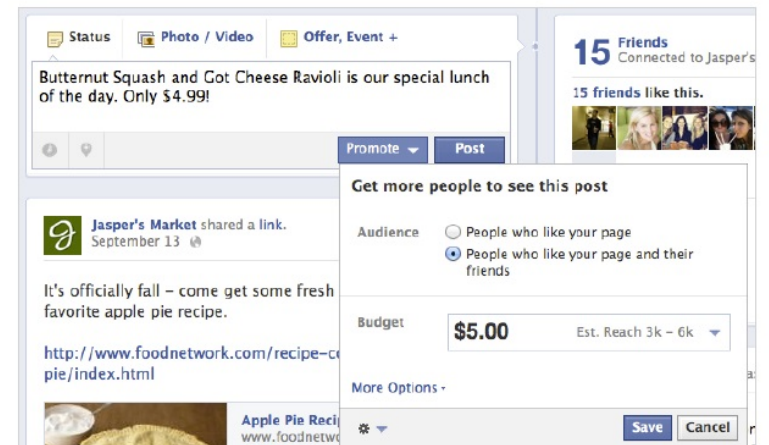 Status Photo / Video Offer, Event +
Butternut Squash and Got Cheese Ravioli is our special lunch
of the day. Only $4.99!
Promote Post
15 Friends
Connected to Jasper's
15 friends like this.
Get more people to see this post
Audience People who like your page
People who like your page and their
friends
Budget $5.00 Est. Reach 3k – 6k
More Options
Save Cancel
Jasper's Market shared a link.
September 13
It's officially fall – come get some fresh
favorite apple pie recipe.
http://www.foodnetwork.com/recipe-c
pie/index.html
Apple Pie Reci
www.foodnetw